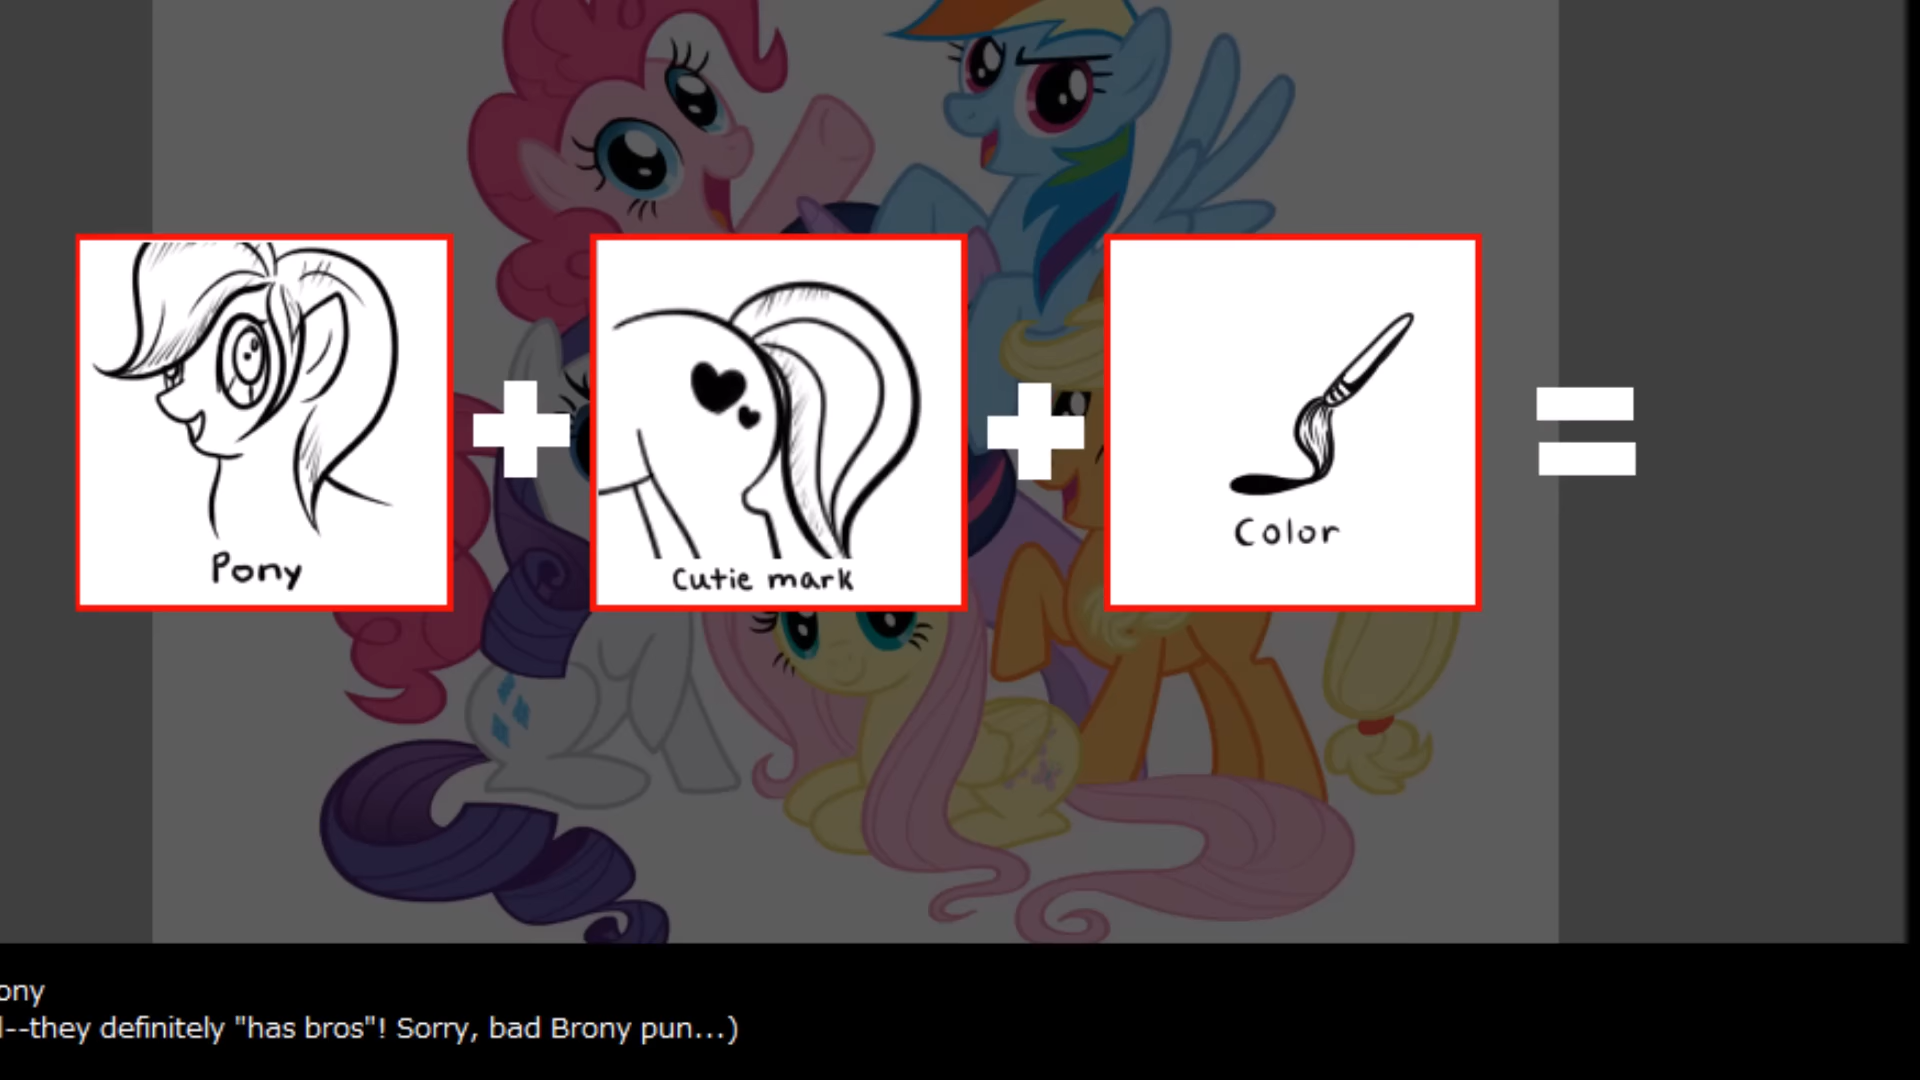 Pony
Cutie mark
Color
ony
--they definitely "has bros"! Sorry, bad Brony pun...)